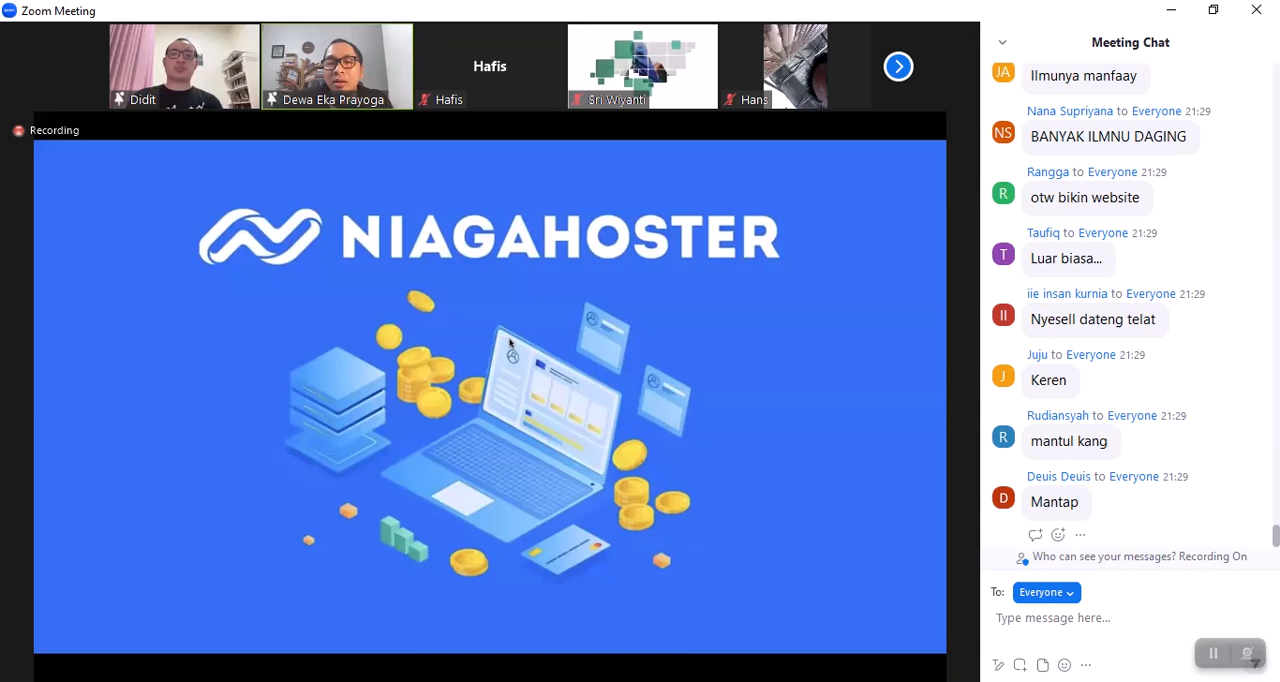 Zoom Meeting
Didit
Dewa Eka Prayoga
Hafis
Hafis
Sri Wiyanti
Hans
Recording
NIAGAHOSTER
Meeting Chat
JA
Ilmunya manfaay
Nana Supriyana to Everyone 21:29
NS
BANYAK ILMNU DAGING
Rangga to Everyone 21:29
R
otw bikin website
Taufiq to Everyone 21:29
T
Luar biasa...
iie insan kurnia to Everyone 21:29
II
Nyesell dateng telat
Juju to Everyone 21:29
J
Keren
Rudiansyah to Everyone 21:29
R
mantul kang
Deuis Deuis to Everyone 21:29
D
Mantap
Who can see your messages? Recording On
To: Everyone
Type message here...